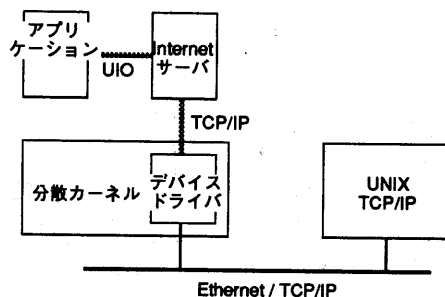 アプリ
ケーション
UIO
Internet
サーバ
TCP/IP
分散カーネル
デバイス
ドライバ
UNIX
TCP/IP
Ethernet / TCP/IP